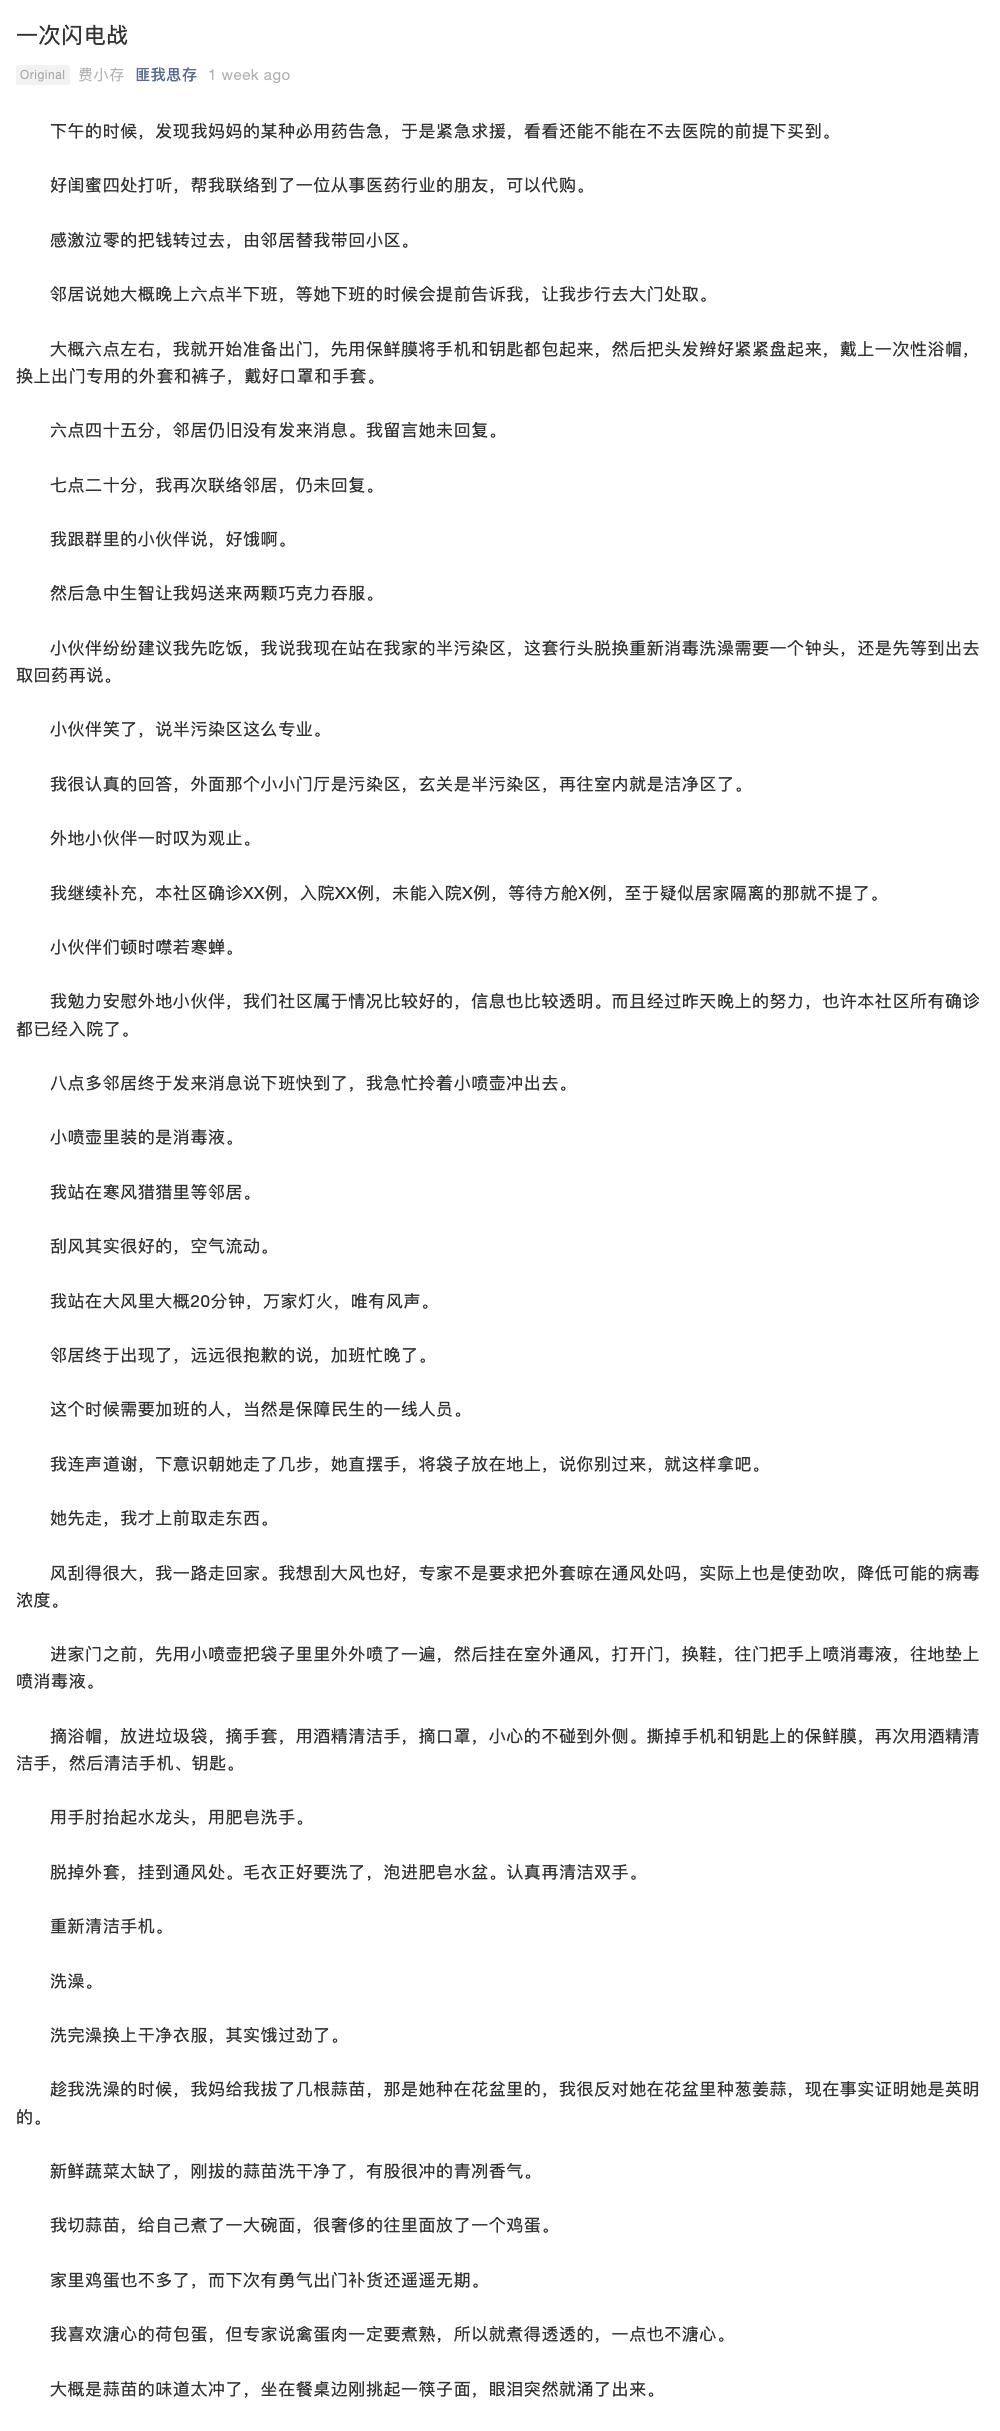 一次闪电战
Original 费小存 匪我思存 1 week ago
下午的时候，发现我妈妈的某种必用药告急，于是紧急求援，看看还能不能在不去医院的前提下买到。
好闺蜜四处打听，帮我联络到了一位从事医药行业的朋友，可以代购。
感激泣零的把钱转过去，由邻居替我带回小区。
邻居说她大概晚上六点半下班，等她下班的时候会提前告诉我，让我步行去大门处取。
大概六点左右，我就开始准备出门，先用保鲜膜将手机和钥匙都包起来，然后把头发辫好紧紧盘起来，戴上一次性浴帽，
换上出门专用的外套和裤子，戴好口罩和手套。
六点四十五分，邻居仍旧没有发来消息。我留言她未回复。
七点二十分，我再次联络邻居，仍未回复。
我跟群里的小伙伴说，好饿啊。
然后急中生智让我妈送来两颗巧克力吞服。
小伙伴纷纷建议我先吃饭，我说我现在站在我家的半污染区，这套行头脱换重新消毒洗澡需要一个钟头，还是先等到出去
取回药再说。
小伙伴笑了，说半污染区这么专业。
我很认真的回答，外面那个小小门厅是污染区，玄关是半污染区，再往室内就是洁净区了。
外地小伙伴一时叹为观止。
我继续补充，本社区确诊XX例，入院XX例，未能入院X例，等待方舱X例，至于疑似居家隔离的那就不提了。
小伙伴们顿时噤若寒蝉。
我勉力安慰外地小伙伴，我们社区属于情况比较好的，信息也比较透明。而且经过昨天晚上的努力，也许本社区所有确诊
都已经入院了。
八点多邻居终于发来消息说下班快到了，我急忙拎着小喷壶冲出去。
小喷壶里装的是消毒液。
我站在寒风猎猎里等邻居。
刮风其实很好的，空气流动。
我站在大风里大概20分钟，万家灯火，唯有风声。
邻居终于出现了，远远很抱歉的说，加班忙晚了。
这个时候需要加班的人，当然是保障民生的一线人员。
我连声道谢，下意识朝她走了几步，她直摆手，将袋子放在地上，说你别过来，就这样拿吧。
她先走，我才上前取走东西。
风刮得很大，我一路走回家。我想刮大风也好，专家不是要求把外套晾在通风处吗，实际上也是使劲吹，降低可能的病毒
浓度。
进家门之前，先用小喷壶把袋子里里外外喷了一遍，然后挂在室外通风，打开门，换鞋，往门把手上喷消毒液，往地垫上
喷消毒液。
摘浴帽，放进垃圾袋，摘手套，用酒精清洁手，摘口罩，小心的不碰到外侧。撕掉手机和钥匙上的保鲜膜，再次用酒精清
洁手，然后清洁手机、钥匙。
用手肘抬起水龙头，用肥皂洗手。
脱掉外套，挂到通风处。毛衣正好要洗了，泡进肥皂水盆。认真再清洁双手。
重新清洁手机。
洗澡。
洗完澡换上干净衣服，其实饿过劲了。
趁我洗澡的时候，我妈给我拔了几根蒜苗，那是她种在花盆里的，我很反对她在花盆里种葱姜蒜，现在事实证明她是英明
的。
新鲜蔬菜太缺了，刚拔的蒜苗洗干净了，有股很冲的青冽香气。
我切蒜苗，给自己煮了一大碗面，很奢侈的往里面放了一个鸡蛋。
家里鸡蛋也不多了，而下次有勇气出门补货还遥遥无期。
我喜欢溏心的荷包蛋，但专家说禽蛋肉一定要煮熟，所以就煮得透透的，一点也不溏心。
大概是蒜苗的味道太冲了，坐在餐桌边刚挑起一筷子面，眼泪突然就涌了出来。